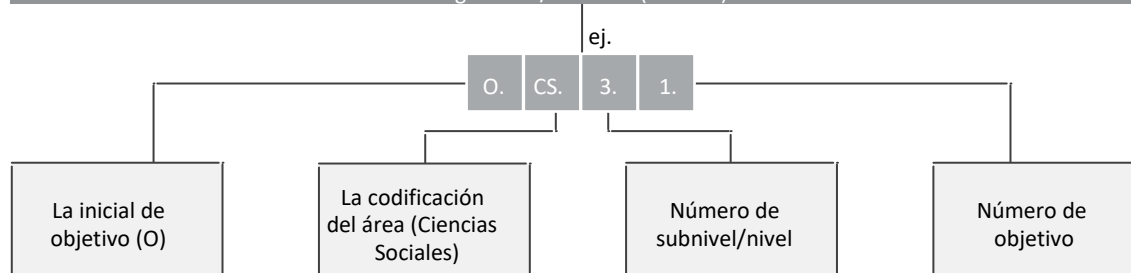 ej.
O. CS. 3. 1.
La inicial de
objetivo (O)
La codificación
del área (Ciencias
Sociales)
Número de
subnivel/nivel
Número de
objetivo